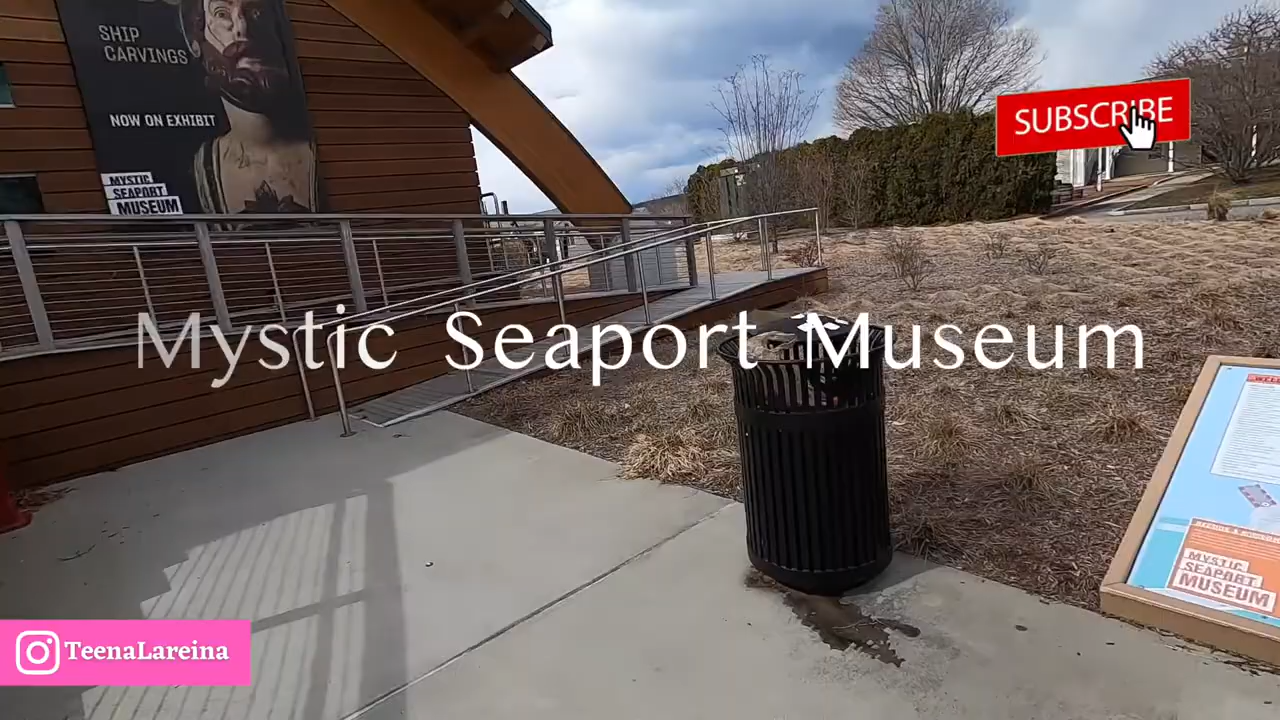 SHIP
CARVINGS
NOW ON EXHIBIT
MYSTIC
SEAPORT
MUSEUM
SUBSCRIBE
Mystic Seaport Museum
MYSTIC
SEAPORT
MUSEUM
TeenaLareina